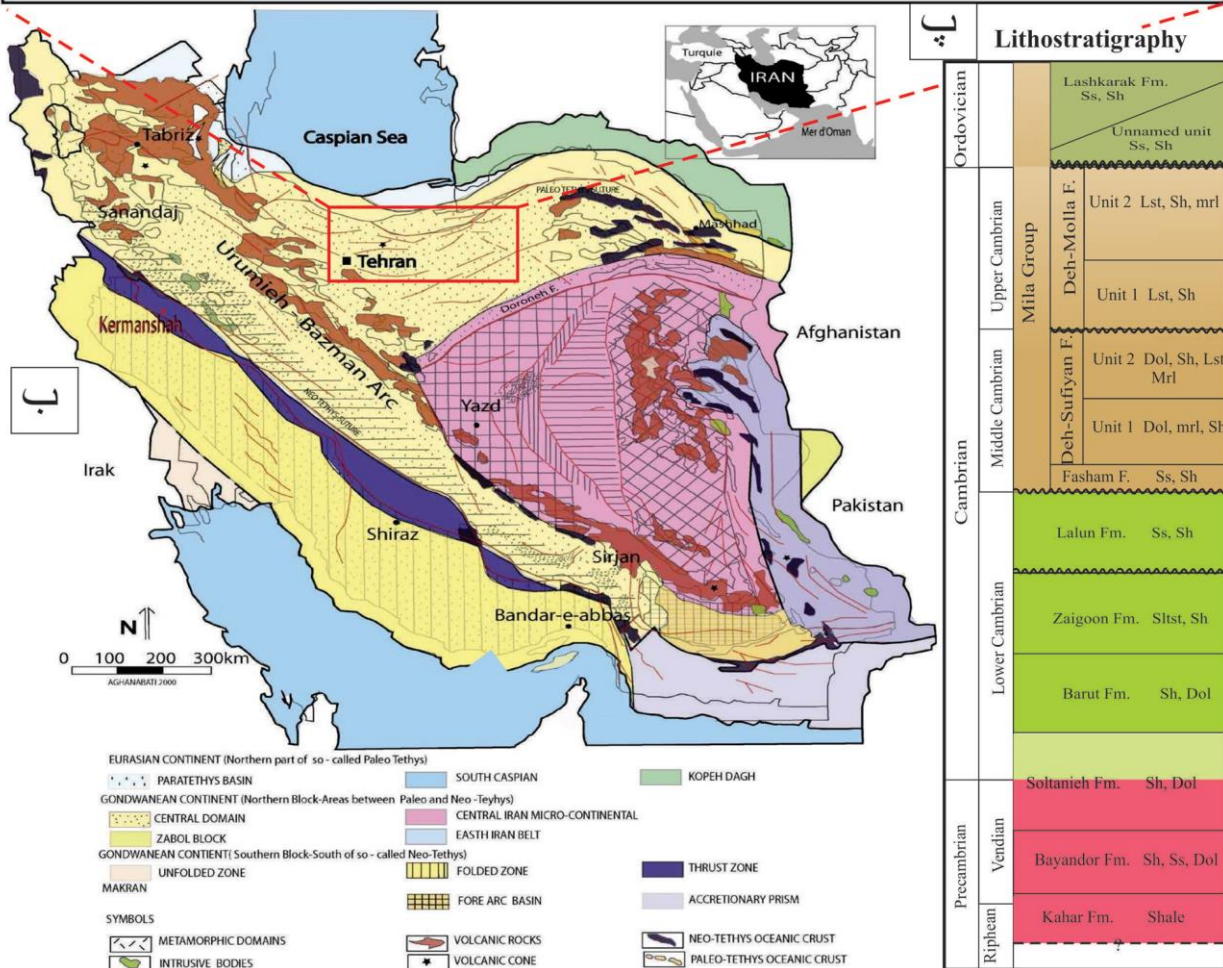 Turquie
IRAN
Mer d'Oman
Caspian Sea
Tabriz
Sanandaj
PALEO TETHYS SUTURE
Mashhad
Tehran
Urumieh - Bazman Arc
Doroneh F.
Kermanshah
Afghanistan
NEO TETHYS SUTURE
Yazd
Irak
Pakistan
Shiraz
Sirjan
Bandar-e-abbas
N
0 100 200 300km
AGHANABATI 2000
EURASIAN CONTINENT (Northern part of so - called Paleo Tethys)
PARATETHYS BASIN
SOUTH CASPIAN
KOPEH DAGH
GONDWANEAN CONTINENT (Northern Block-Areas between Paleo and Neo -Teyhys)
CENTRAL DOMAIN
CENTRAL IRAN MICRO-CONTINENTAL
ZABOL BLOCK
EASTH IRAN BELT
GONDWANEAN CONTIENT( Southern Block-South of so - called Neo-Tethys)
UNFOLDED ZONE
FOLDED ZONE
THRUST ZONE
MAKRAN
FORE ARC BASIN
ACCRETIONARY PRISM
SYMBOLS
METAMORPHIC DOMAINS
VOLCANIC ROCKS
NEO-TETHYS OCEANIC CRUST
INTRUSIVE BODIES
VOLCANIC CONE
PALEO-TETHYS OCEANIC CRUST
Lithostratigraphy
Ordovician
Lashkarak Fm.
Ss, Sh
Unnamed unit
Ss, Sh
Cambrian
Upper Cambrian
Mila Group
Deh-Molla F.
Unit 2 Lst, Sh, mrl
Unit 1 Lst, Sh
Middle Cambrian
Deh-Sufiyan F.
Unit 2 Dol, Sh, Lst
Mrl
Unit 1 Dol, mrl, Sh
Fasham F. Ss, Sh
Lower Cambrian
Lalun Fm. Ss, Sh
Zaigoon Fm. Sltst, Sh
Barut Fm. Sh, Dol
Soltanieh Fm. Sh, Dol
Precambrian
Vendian
Bayandor Fm. Sh, Ss, Dol
Riphean
Kahar Fm. Shale
?